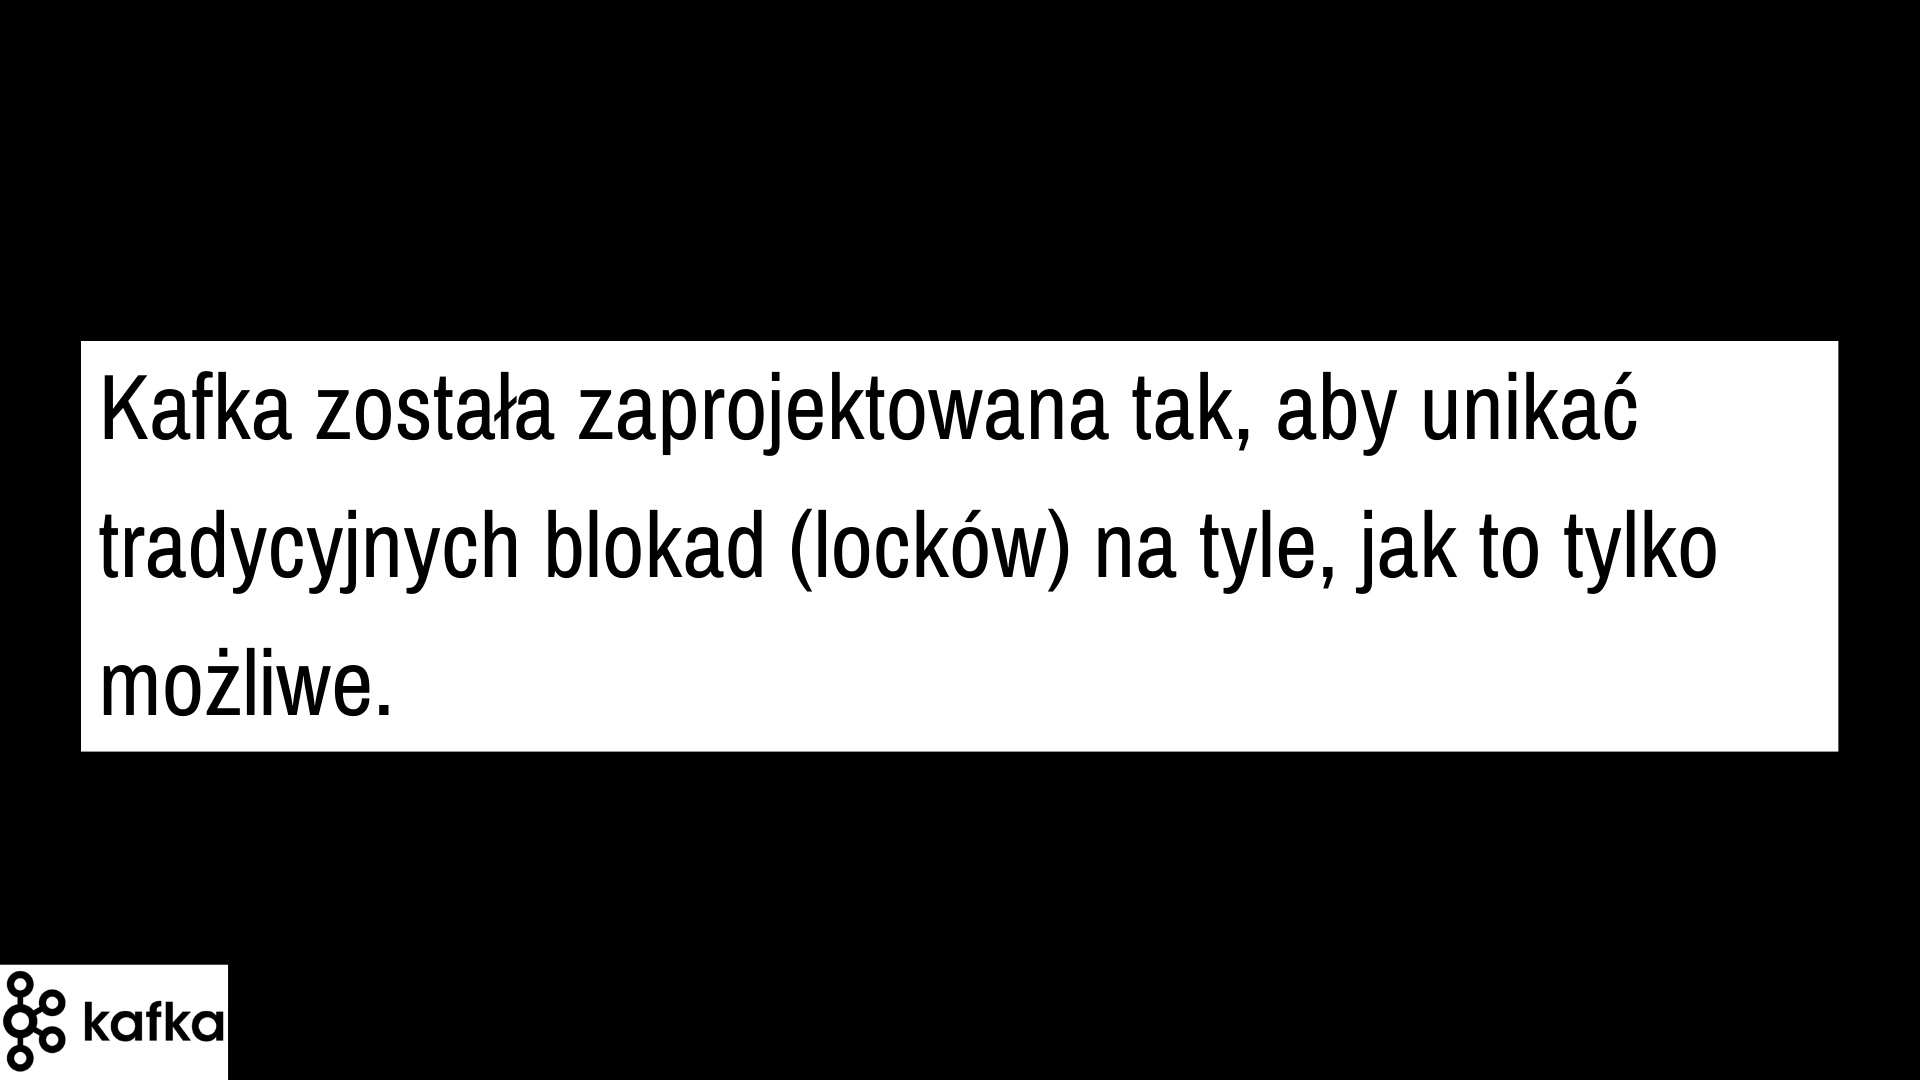 Kafka została zaprojektowana tak, aby unikać
tradycyjnych blokad (locków) na tyle, jak to tylko
możliwe.
kafka